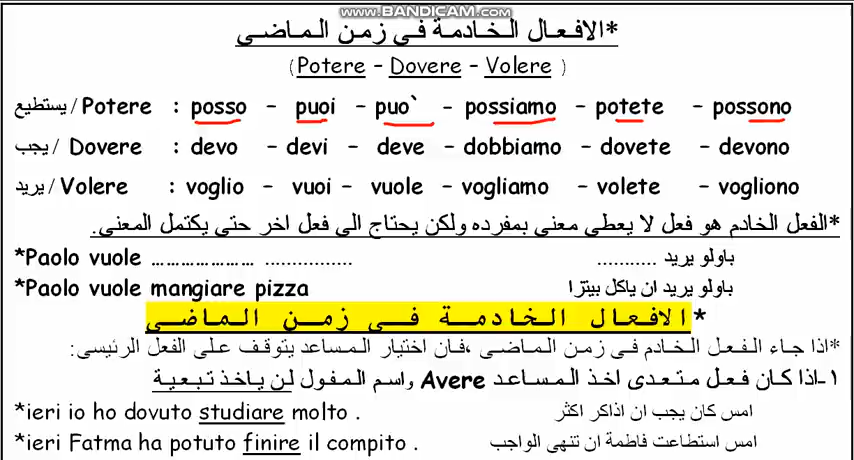 WWW.BANDICAM.COM
*الافعال الخادمة في زمن الماضي
(Potere – Dovere – Volere )
يستطيع / Potere : posso – puoi – puo` – possiamo – potete – possono
يجب / Dovere : devo – devi – deve – dobbiamo – dovete – devono
يريد / Volere : voglio – vuoi – vuole – vogliamo – volete – vogliono
*الفعل الخادم هو فعل لا يعطى معنى بمفرده ولكن يحتاج الى فعل اخر حتى يكتمل المعنى.
*Paolo vuole ………………… ................ باولو يريد ...........
*Paolo vuole mangiare pizza باولو يريد ان ياكل بيتزا
*الافعال الخادمة في زمن الماضي
*اذا جاء الفعل الخادم فى زمن الماضى ،فان اختيار المساعد يتوقف على الفعل الرئيسى:
١-اذا كان فعل متعدى اخذ المساعد Avere واسم المفول لن ياخذ تبعية
*ieri io ho dovuto studiare molto . امس كان يجب ان اذاكر اكثر
*ieri Fatma ha potuto finire il compito . امس استطاعت فاطمة ان تنهى الواجب